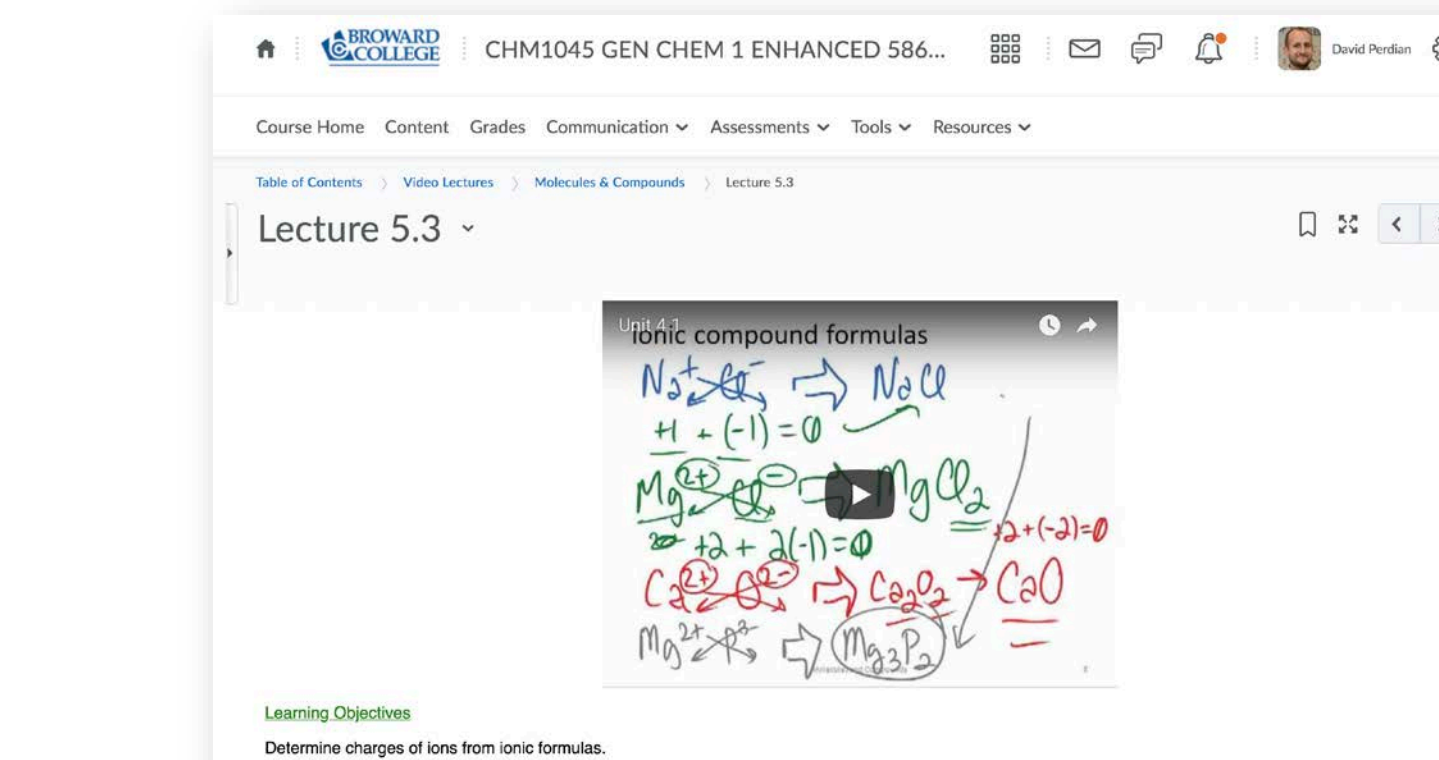 BROWARD COLLEGE CHM1045 GEN CHEM 1 ENHANCED 586... David Perdian
Course Home Content Grades Communication Assessments Tools Resources
Table of Contents Video Lectures Molecules & Compounds Lecture 5.3
Lecture 5.3
Unit 4.1
Ionic compound formulas
Na⁺ Cl⁻ ⇒ NaCl
+1 + (-1) = 0
Mg²⁺ Cl⁻ ⇒ MgCl₂
+2 + 2(-1) = 0
+2+(-2)=0
Ca²⁺ O²⁻ ⇒ Ca₂O₂ → CaO
Mg²⁺ P³⁻ ⇒ Mg₃P₂
Learning Objectives
Determine charges of ions from ionic formulas.